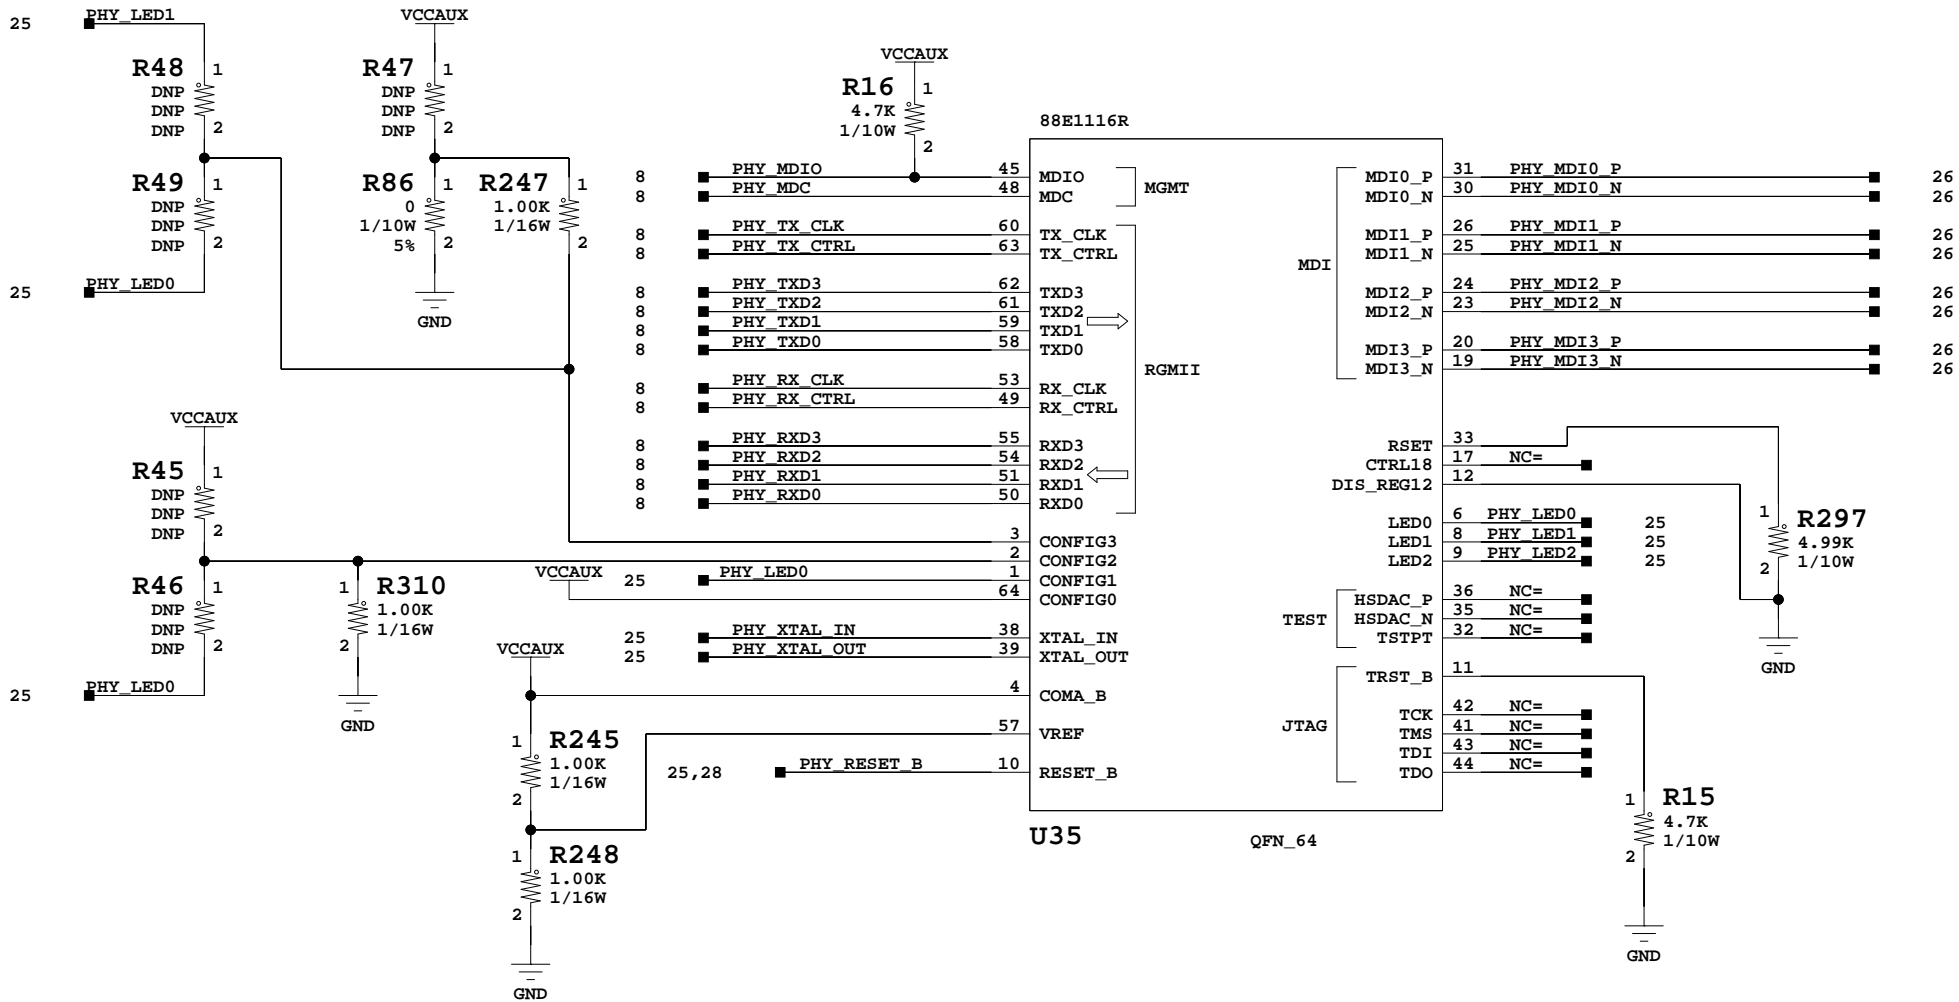 25 PHY_LED1
VCCAUX
R48 1
DNP
DNP
DNP 2
R47 1
DNP
DNP
DNP 2
R49 1
DNP
DNP
DNP 2
R86 1
0
1/10W
5% 2
GND
R247 1
1.00K
1/16W
2
25 PHY_LED0
VCCAUX
R16 1
4.7K
1/10W
2
88E1116R
8 PHY_MDIO 45 MDIO
8 PHY_MDC 48 MDC
MGMT
8 PHY_TX_CLK 60 TX_CLK
8 PHY_TX_CTRL 63 TX_CTRL
8 PHY_TXD3 62 TXD3
8 PHY_TXD2 61 TXD2
8 PHY_TXD1 59 TXD1
8 PHY_TXD0 58 TXD0
RGMII
8 PHY_RX_CLK 53 RX_CLK
8 PHY_RX_CTRL 49 RX_CTRL
8 PHY_RXD3 55 RXD3
8 PHY_RXD2 54 RXD2
8 PHY_RXD1 51 RXD1
8 PHY_RXD0 50 RXD0
3 CONFIG3
2 CONFIG2
25 PHY_LED0 1 CONFIG1
VCCAUX 64 CONFIG0
25 PHY_XTAL_IN 38 XTAL_IN
25 PHY_XTAL_OUT 39 XTAL_OUT
4 COMA_B
57 VREF
25,28 PHY_RESET_B 10 RESET_B
VCCAUX
R45 1
DNP
DNP
DNP 2
R46 1
DNP
DNP
DNP 2
25 PHY_LED0
1 R310
1.00K
2 1/16W
GND
VCCAUX
1 R245
1.00K
1/16W
2
1 R248
1.00K
1/16W
2
GND
MDI
MDI0_P 31 PHY_MDI0_P 26
MDI0_N 30 PHY_MDI0_N 26
MDI1_P 26 PHY_MDI1_P 26
MDI1_N 25 PHY_MDI1_N 26
MDI2_P 24 PHY_MDI2_P 26
MDI2_N 23 PHY_MDI2_N 26
MDI3_P 20 PHY_MDI3_P 26
MDI3_N 19 PHY_MDI3_N 26
RSET 33
CTRL18 17 NC=
DIS_REG12 12
LED0 6 PHY_LED0 25
LED1 8 PHY_LED1 25
LED2 9 PHY_LED2 25
TEST
HSDAC_P 36 NC=
HSDAC_N 35 NC=
TSTPT 32 NC=
JTAG
TRST_B 11
TCK 42 NC=
TMS 41 NC=
TDI 43 NC=
TDO 44 NC=
1 R297
4.99K
1/10W
2
GND
1 R15
4.7K
1/10W
2
GND
U35 QFN_64